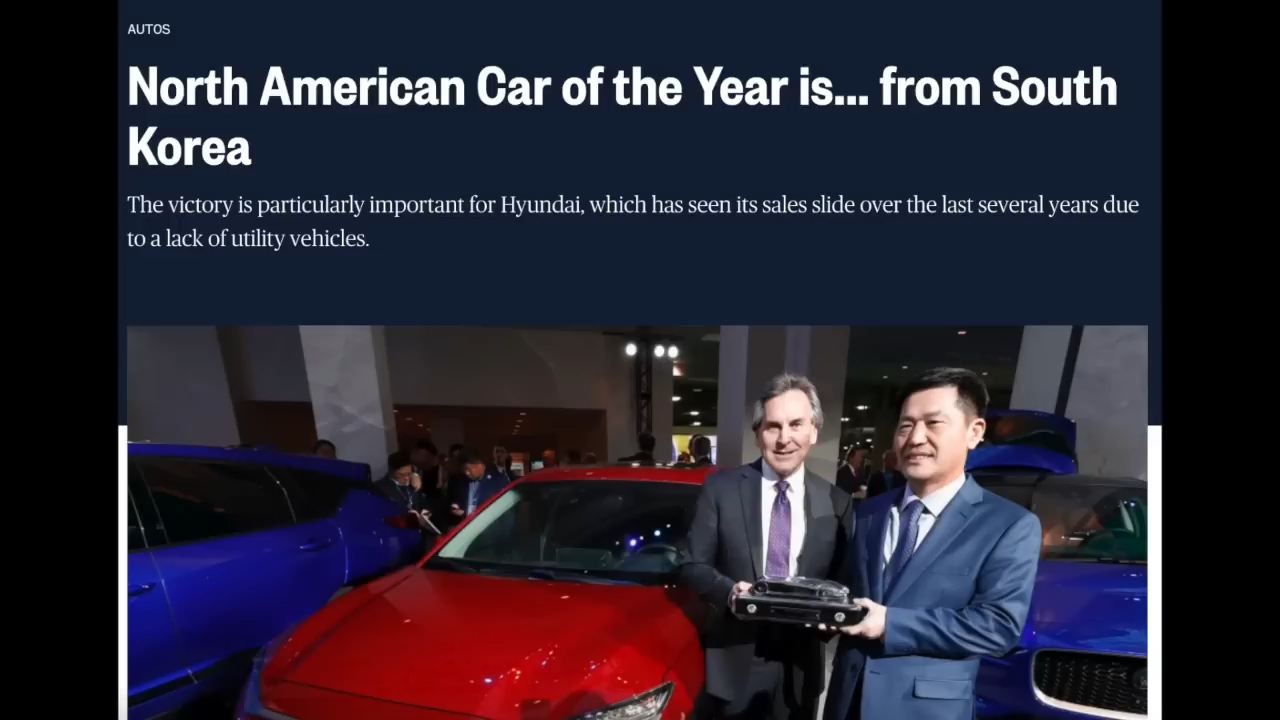 AUTOS
North American Car of the Year is... from South
Korea
The victory is particularly important for Hyundai, which has seen its sales slide over the last several years due
to a lack of utility vehicles.